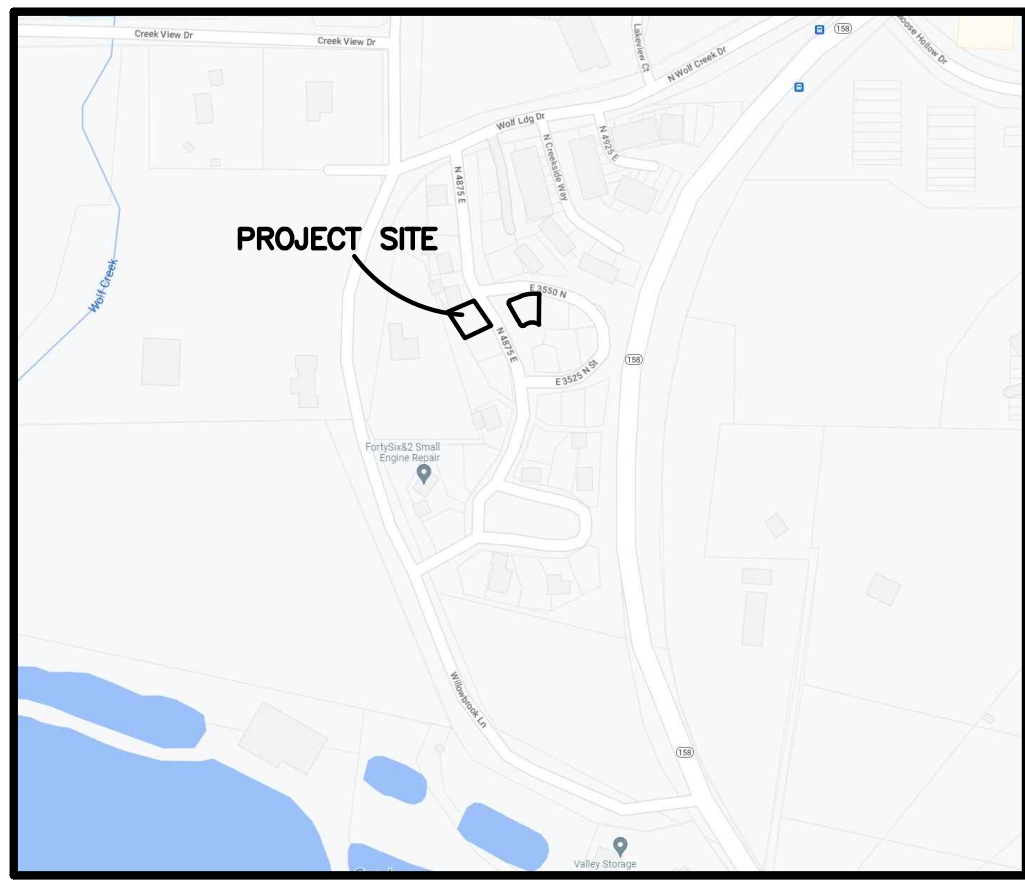 Creek View Dr
Creek View Dr
Lakeview Ct
N Wolf Creek Dr
158
Moose Hollow Dr
Wolf Ldg Dr
N 4875 E
N Creekside Way
N 4925 E
PROJECT SITE
Wolf Creek
E 3550 N
N 4875 E
158
E 3525 N St
FortySix&2 Small
Engine Repair
Willowbrook Ln
158
Valley Storage